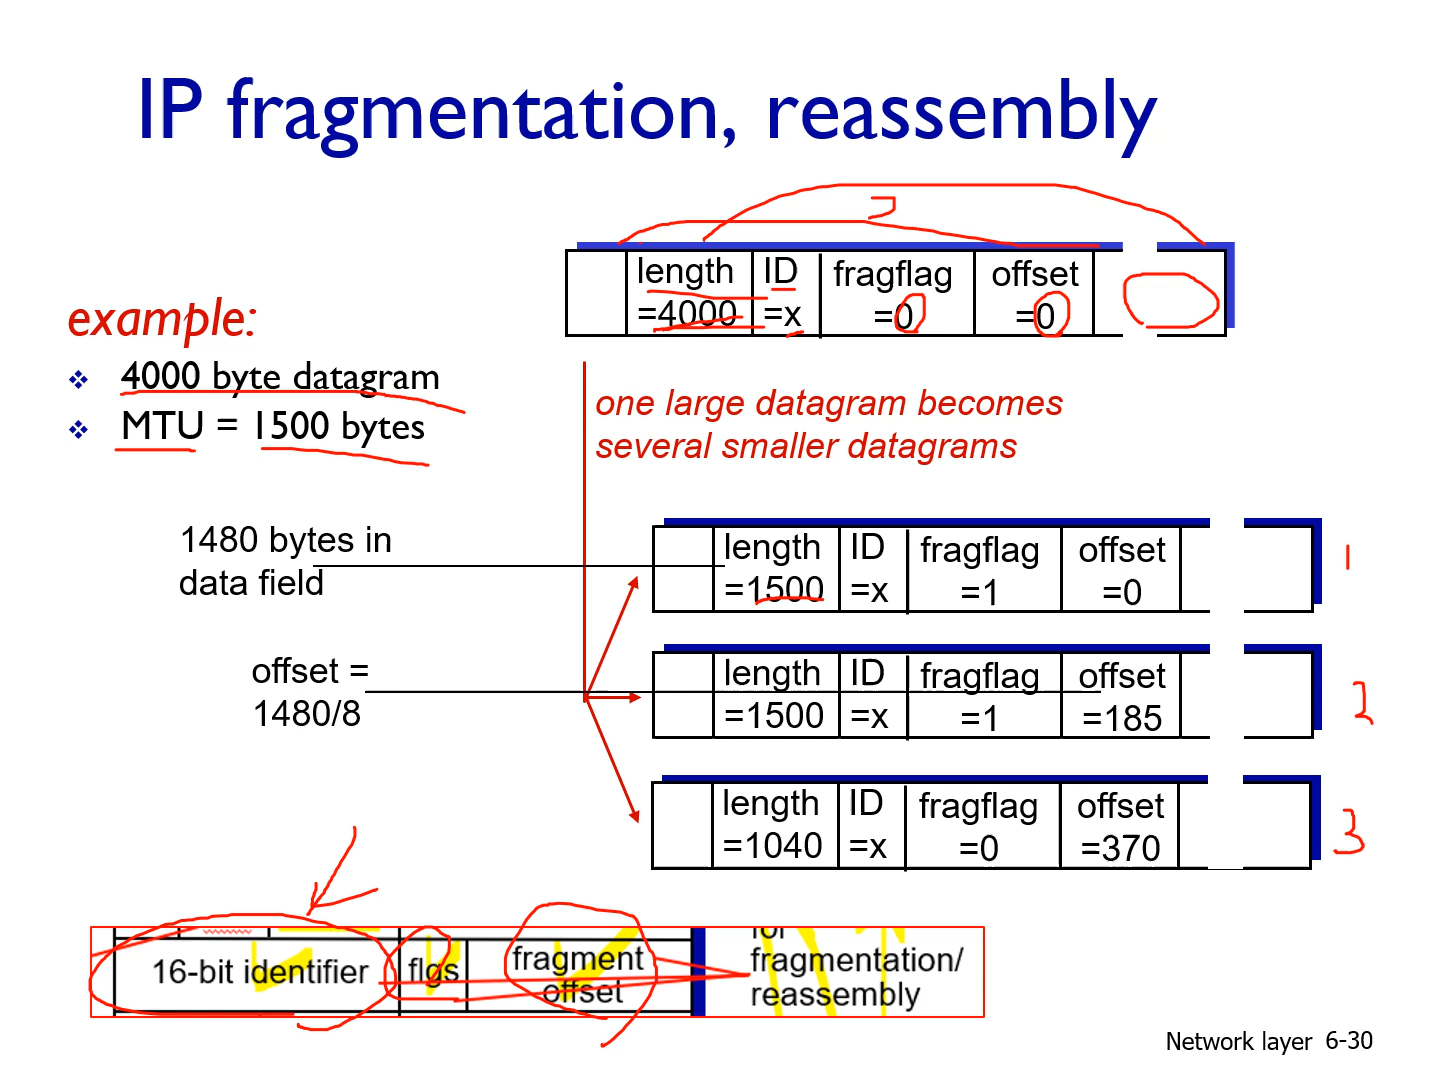 IP fragmentation, reassembly
2
length
=4000
ID
=x
fragflag
=0
offset
=0
example:
❖ 4000 byte datagram
❖ MTU = 1500 bytes
one large datagram becomes
several smaller datagrams
1480 bytes in
data field
length
=1500
ID
=x
fragflag
=1
offset
=0
1
offset =
1480/8
length
=1500
ID
=x
fragflag
=1
offset
=185
2
length
=1040
ID
=x
fragflag
=0
offset
=370
3
16-bit identifier
flgs
fragment
offset
for
fragmentation/
reassembly
Network layer 6-30